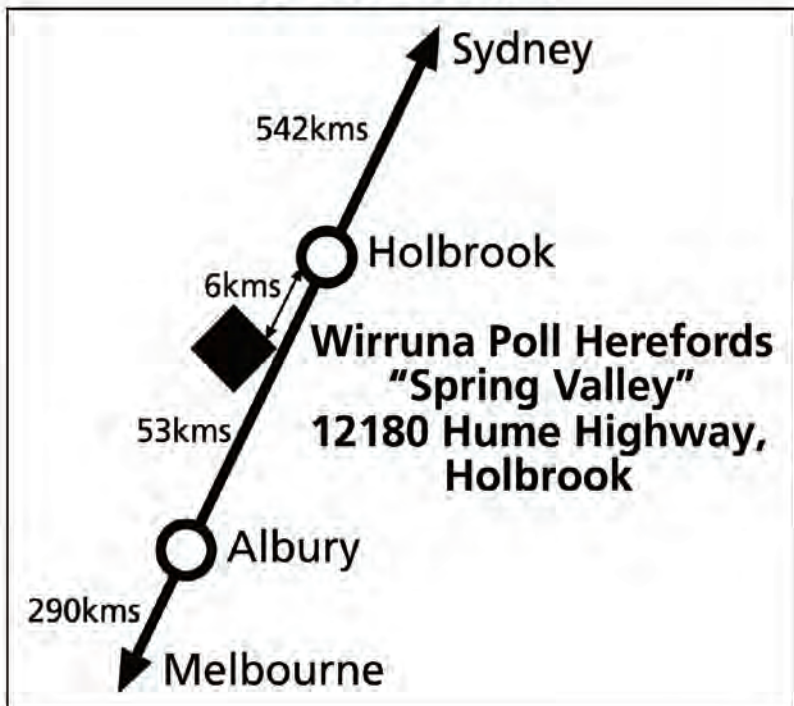 Sydney
542kms
Holbrook
6kms
Wirruna Poll Herefords
“Spring Valley”
12180 Hume Highway,
Holbrook
53kms
Albury
290kms
Melbourne